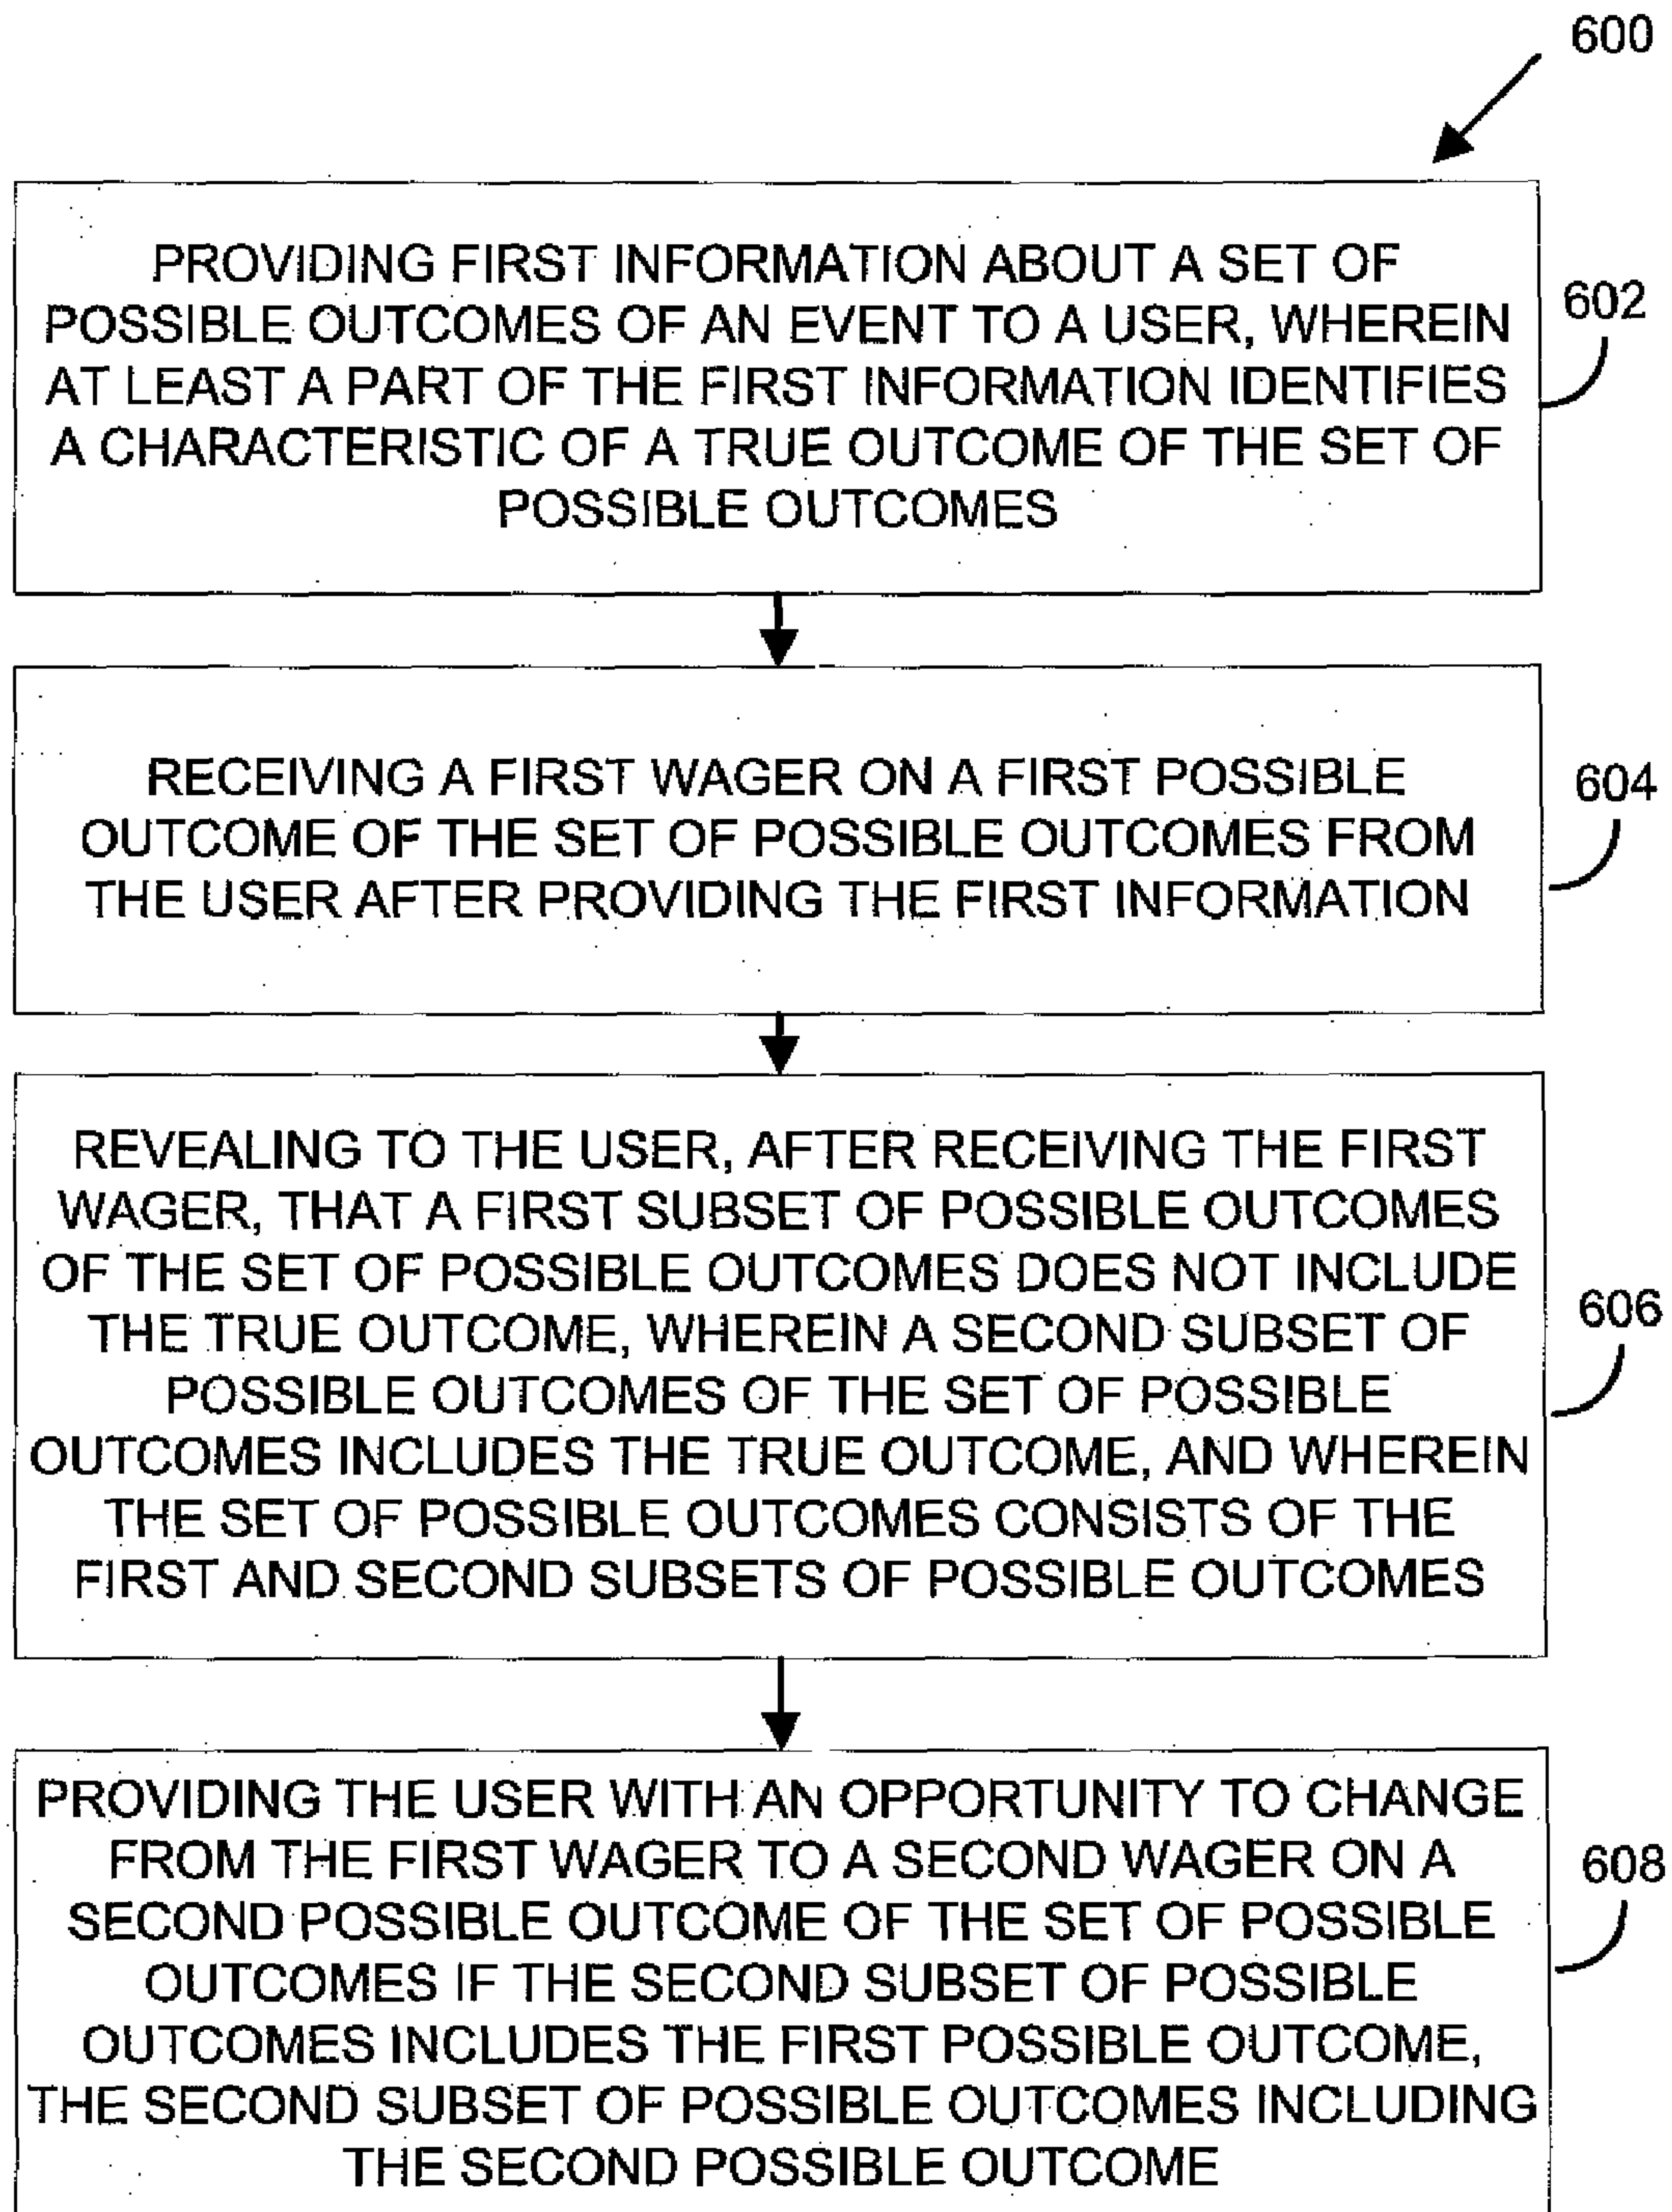 600
PROVIDING FIRST INFORMATION ABOUT A SET OF
POSSIBLE OUTCOMES OF AN EVENT TO A USER, WHEREIN
AT LEAST A PART OF THE FIRST INFORMATION IDENTIFIES
A CHARACTERISTIC OF A TRUE OUTCOME OF THE SET OF
POSSIBLE OUTCOMES
602
RECEIVING A FIRST WAGER ON A FIRST POSSIBLE
OUTCOME OF THE SET OF POSSIBLE OUTCOMES FROM
THE USER AFTER PROVIDING THE FIRST INFORMATION
604
REVEALING TO THE USER, AFTER RECEIVING THE FIRST
WAGER, THAT A FIRST SUBSET OF POSSIBLE OUTCOMES
OF THE SET OF POSSIBLE OUTCOMES DOES NOT INCLUDE
THE TRUE OUTCOME, WHEREIN A SECOND SUBSET OF
POSSIBLE OUTCOMES OF THE SET OF POSSIBLE
OUTCOMES INCLUDES THE TRUE OUTCOME, AND WHEREIN
THE SET OF POSSIBLE OUTCOMES CONSISTS OF THE
FIRST AND SECOND SUBSETS OF POSSIBLE OUTCOMES
606
PROVIDING THE USER WITH AN OPPORTUNITY TO CHANGE
FROM THE FIRST WAGER TO A SECOND WAGER ON A
SECOND POSSIBLE OUTCOME OF THE SET OF POSSIBLE
OUTCOMES IF THE SECOND SUBSET OF POSSIBLE
OUTCOMES INCLUDES THE FIRST POSSIBLE OUTCOME,
THE SECOND SUBSET OF POSSIBLE OUTCOMES INCLUDING
THE SECOND POSSIBLE OUTCOME
608